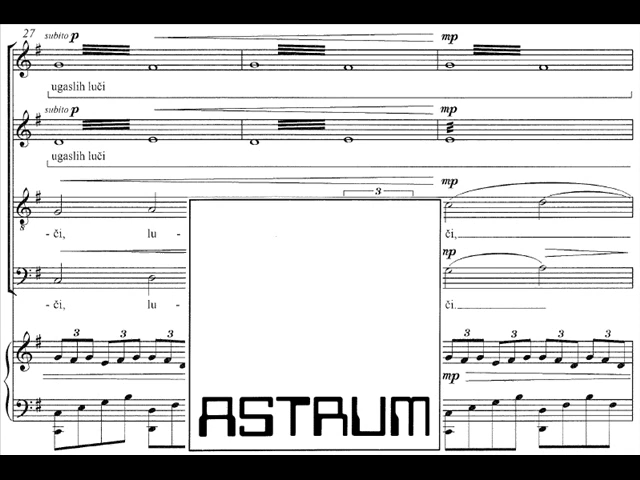 27 subito p mp
3
ugaslih luči
subito p mp
ugaslih luči
mp
3
8
- či, lu - - či,
mp
- či, lu - či
3 3 3 3 3 3
mp
ASTRUM